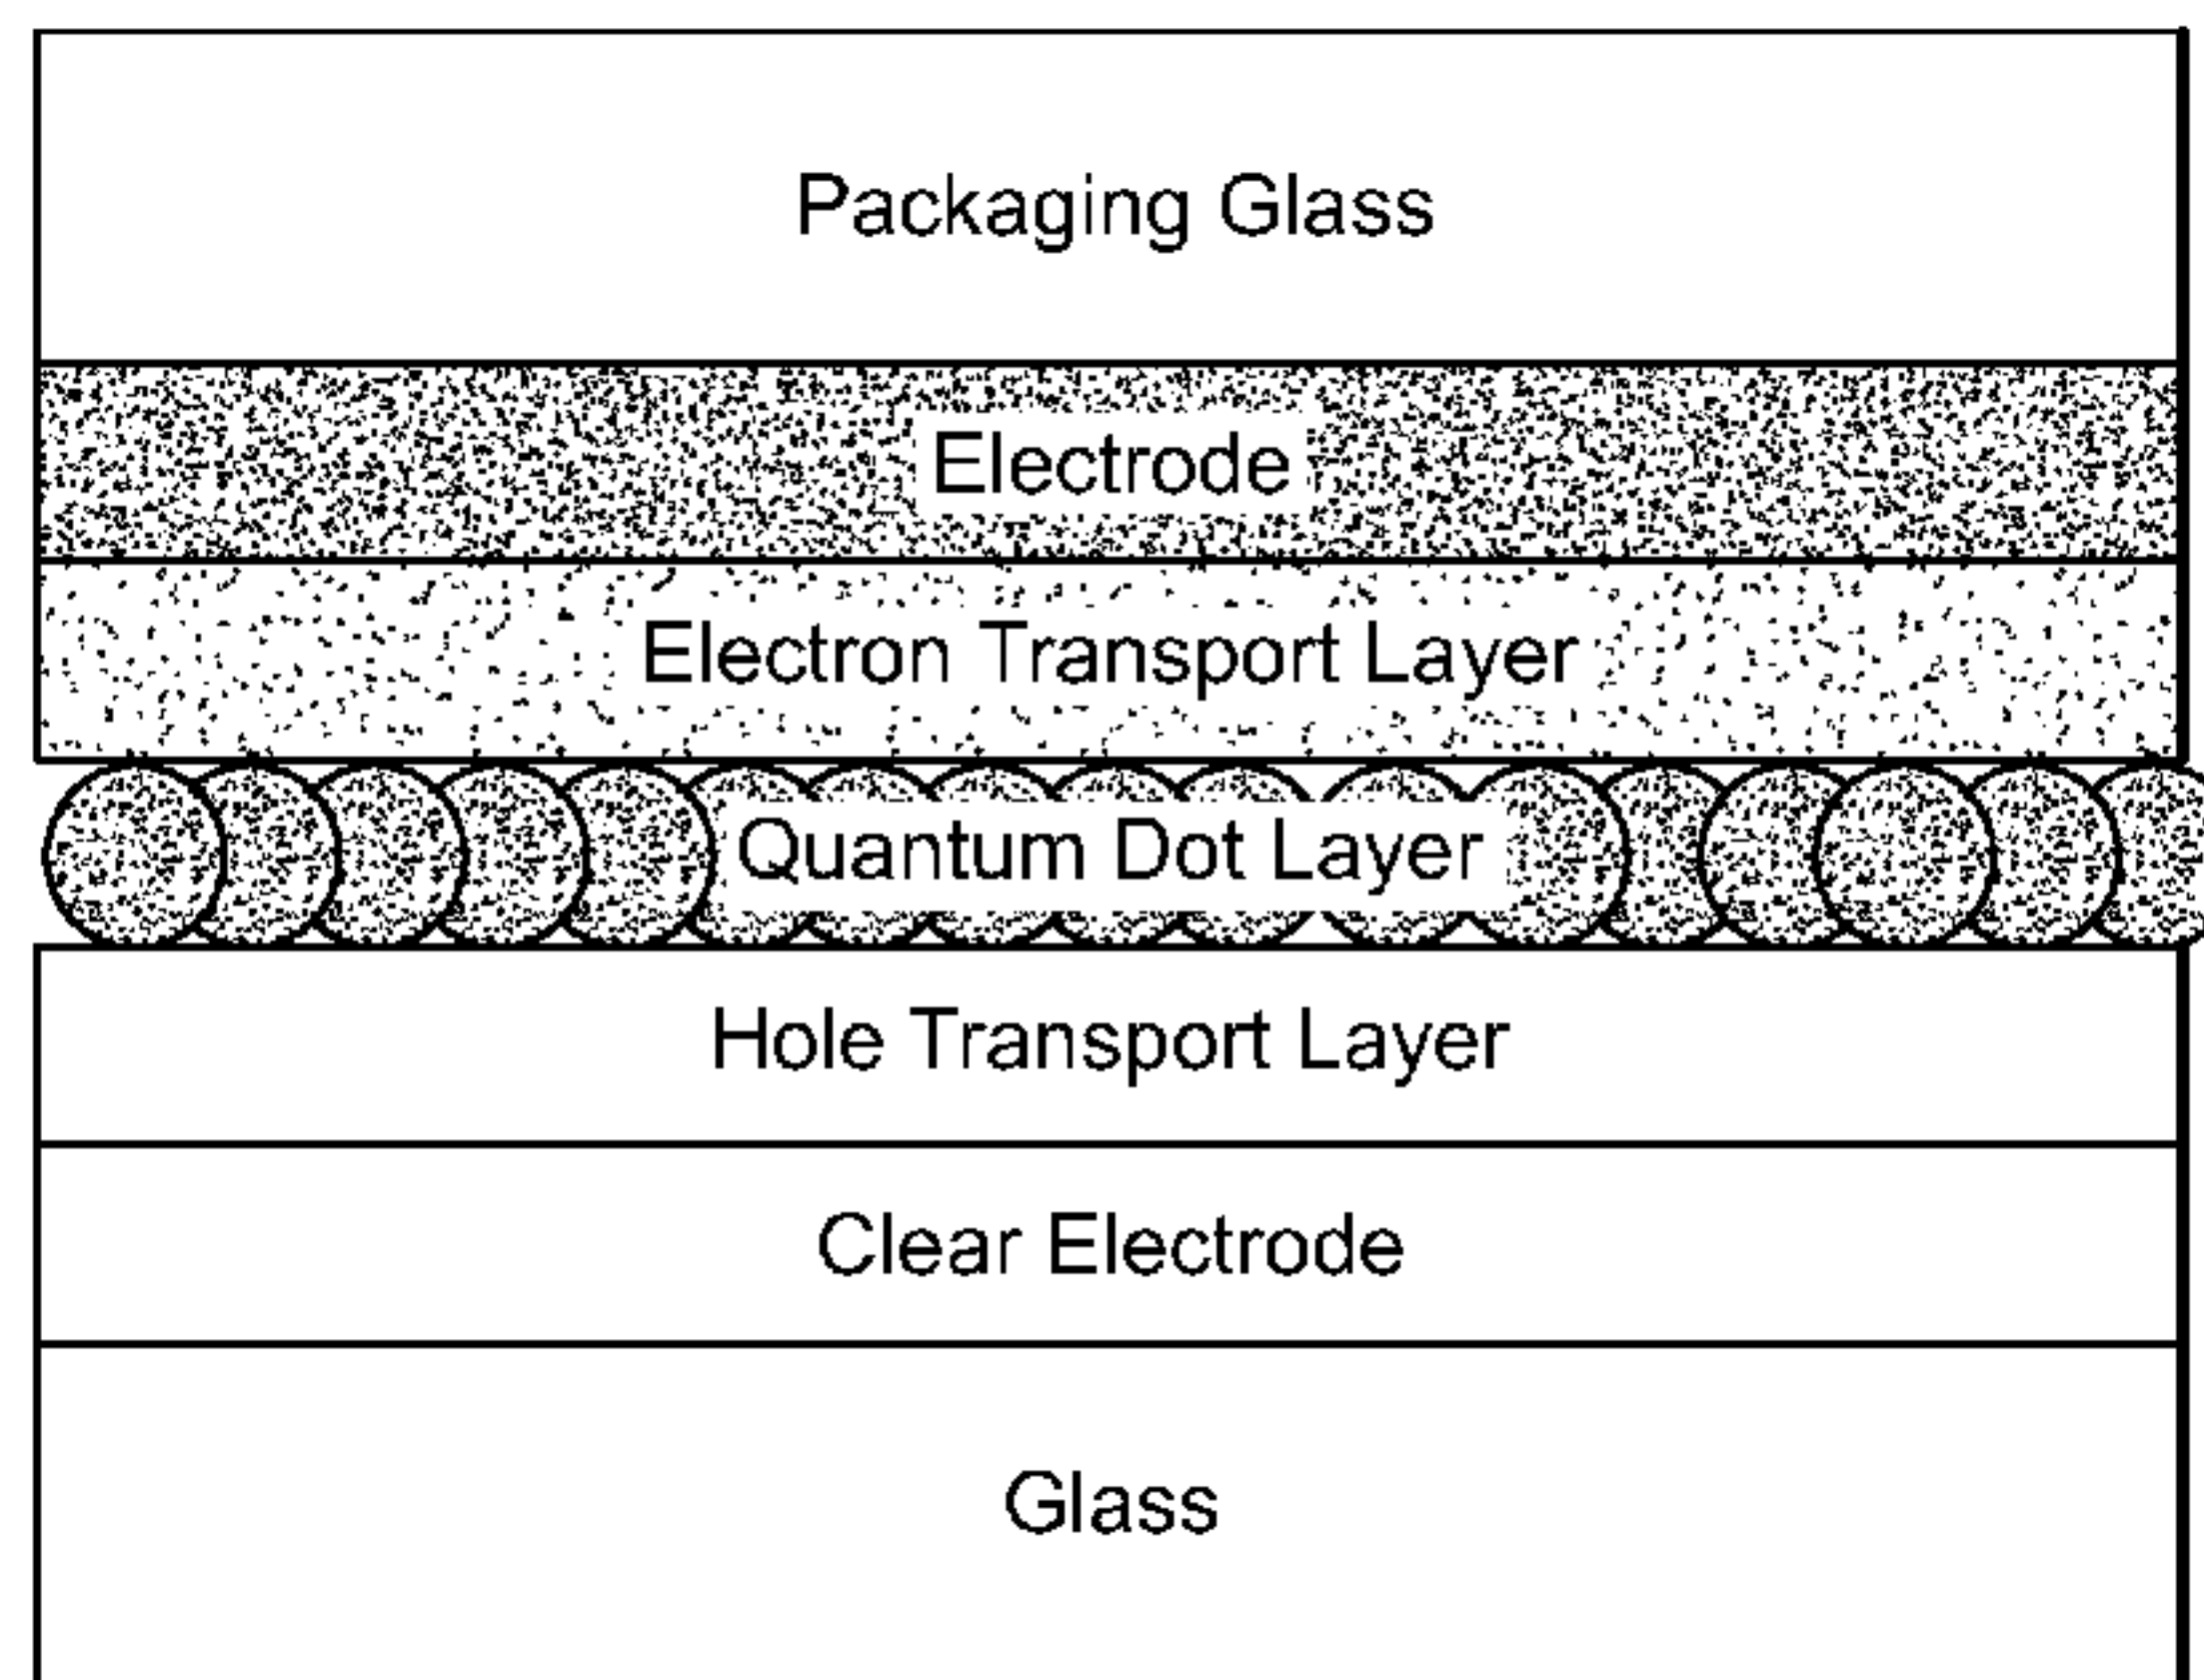 Packaging Glass
Electrode
Electron Transport Layer
Quantum Dot Layer
Hole Transport Layer
Clear Electrode
Glass